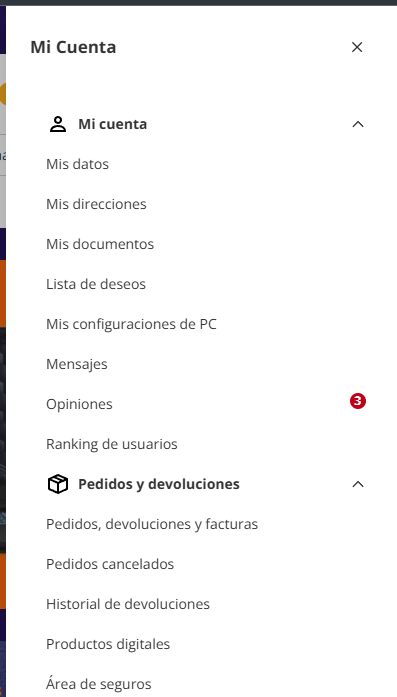 Mi Cuenta
Mi cuenta
Mis datos
Mis direcciones
Mis documentos
Lista de deseos
Mis configuraciones de PC
Mensajes
Opiniones 3
Ranking de usuarios
Pedidos y devoluciones
Pedidos, devoluciones y facturas
Pedidos cancelados
Historial de devoluciones
Productos digitales
Área de seguros